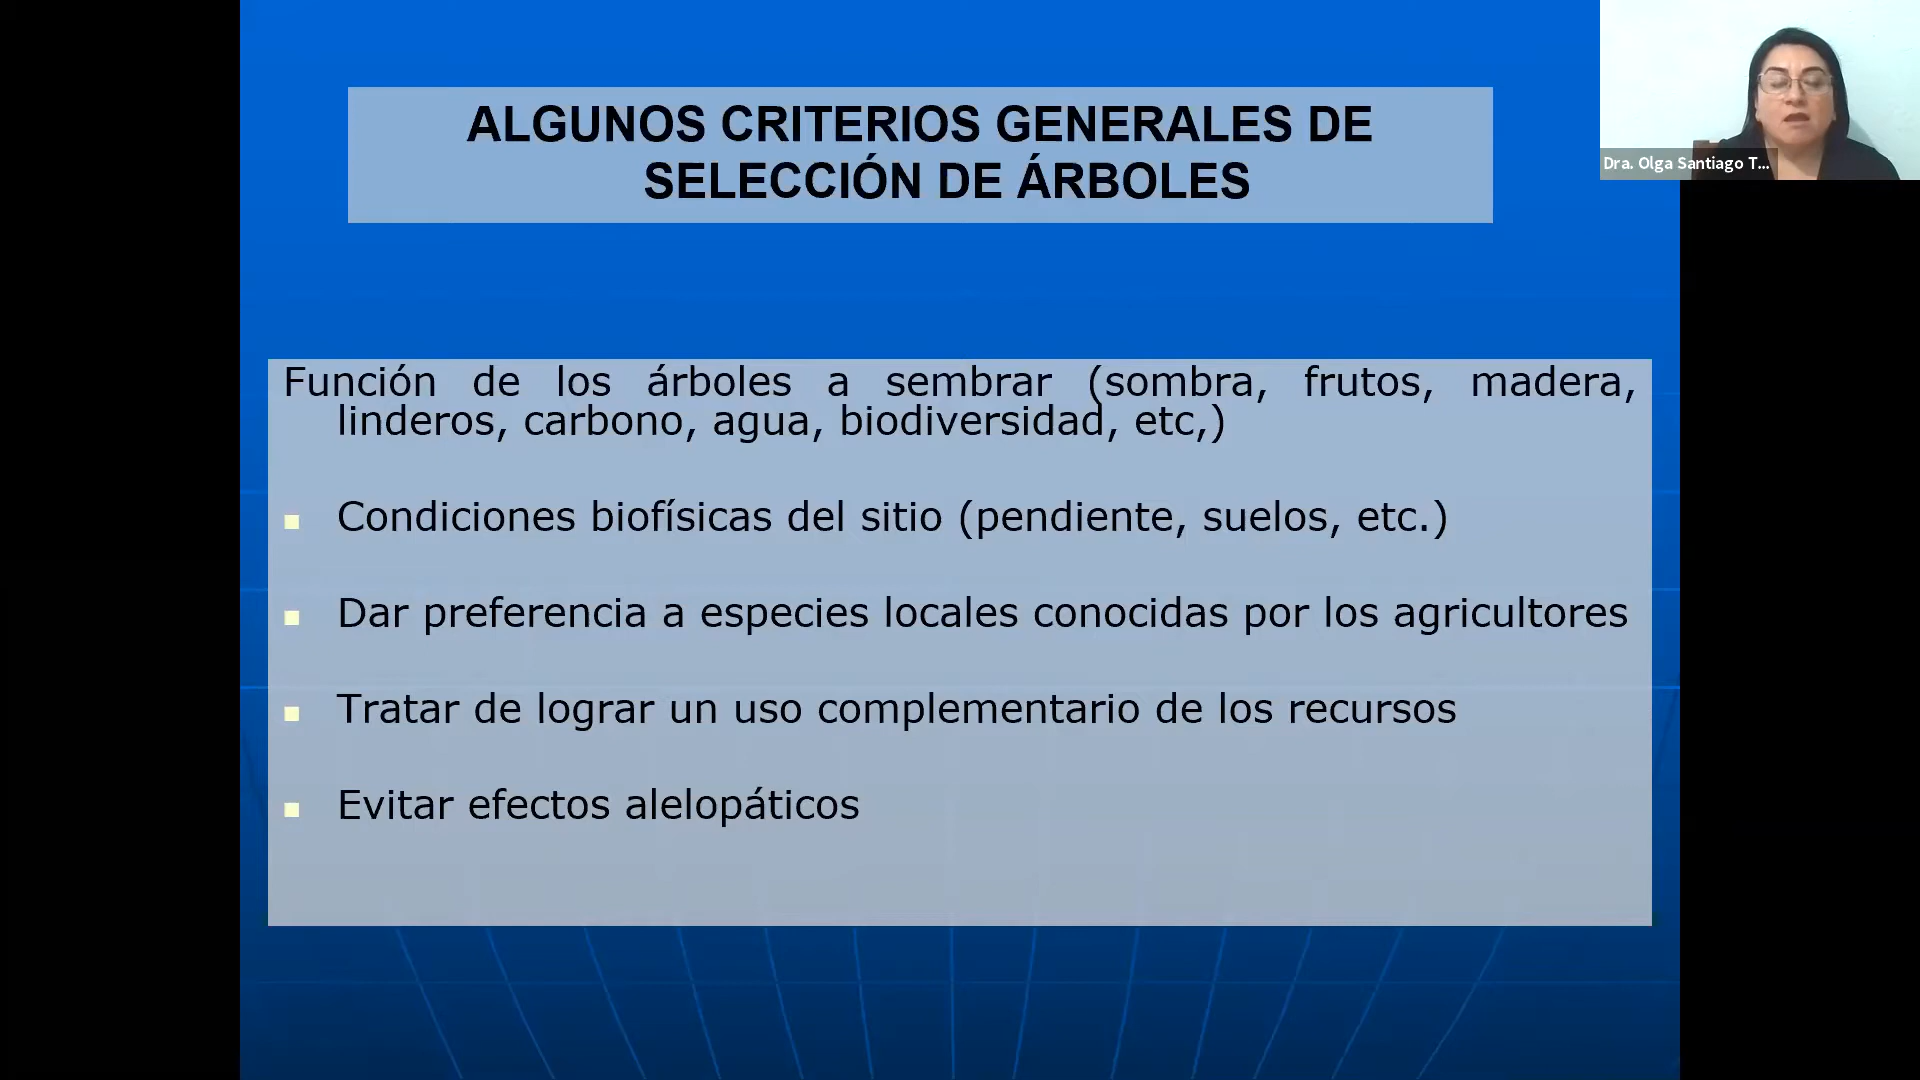 ALGUNOS CRITERIOS GENERALES DE
SELECCIÓN DE ÁRBOLES
Dra. Olga Santiago T...
Función de los árboles a sembrar (sombra, frutos, madera,
linderos, carbono, agua, biodiversidad, etc,)
Condiciones biofísicas del sitio (pendiente, suelos, etc.)
Dar preferencia a especies locales conocidas por los agricultores
Tratar de lograr un uso complementario de los recursos
Evitar efectos alelopáticos